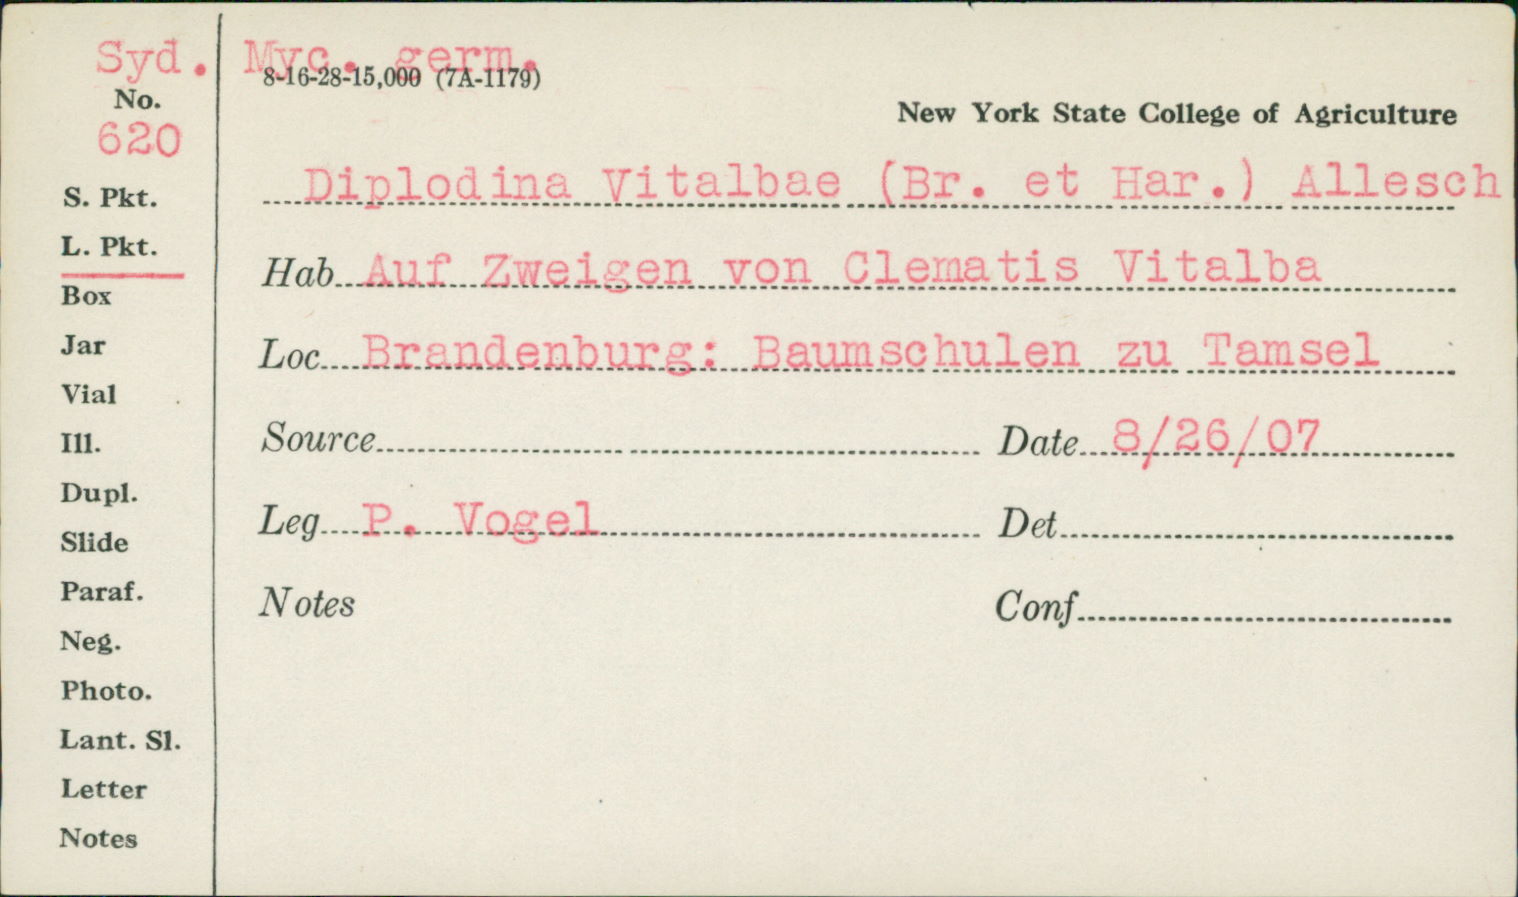 Syd. Myc. germ.
8-16-28-15,000 (7A-1179)
No.
New York State College of Agriculture
620
Diplodina Vitalbae (Br. et Har.) Allesch
S. Pkt.
L. Pkt.
Hab Auf Zweigen von Clematis Vitalba
Box
Jar
Loc Brandenburg: Baumschulen zu Tamsel
Vial
Ill.
Source Date 8/26/07
Dupl.
Leg P. Vogel Det
Slide
Paraf.
Notes Conf
Neg.
Photo.
Lant. Sl.
Letter
Notes